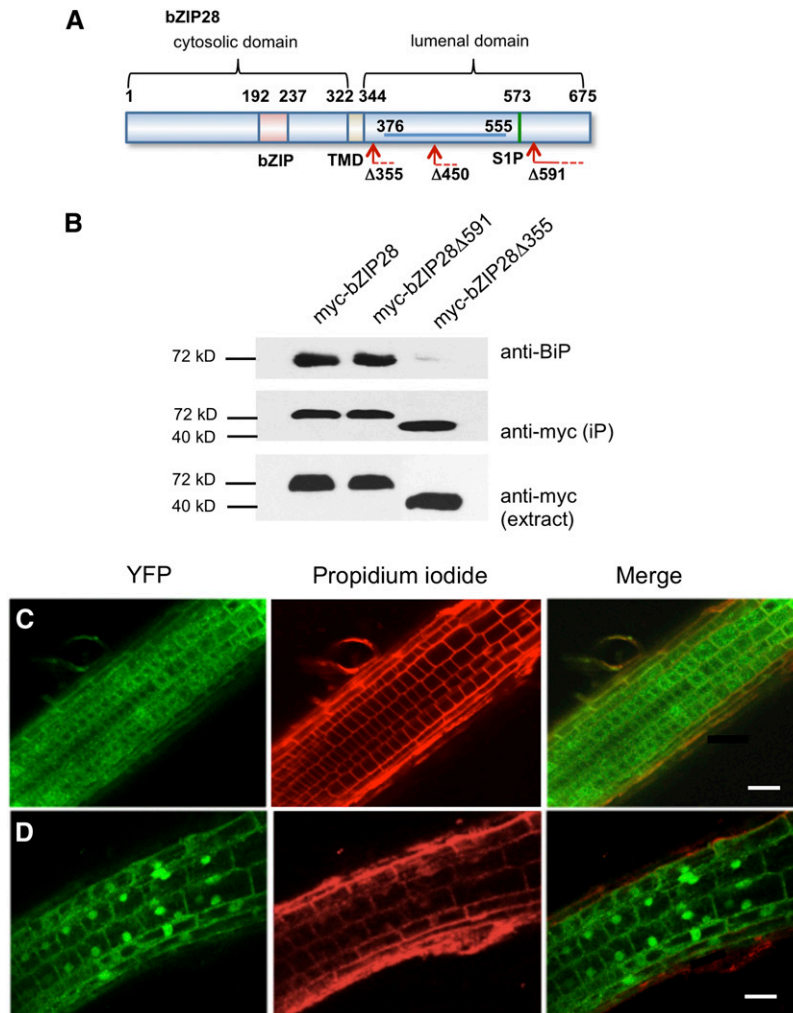 A
bZIP28
cytosolic domain
lumenal domain
1 192 237 322 344 573 675
376 555
bZIP TMD S1P
Δ355 Δ450 Δ591
B
myc-bZIP28
myc-bZIP28Δ591
myc-bZIP28Δ355
72 kD anti-BiP
72 kD
40 kD anti-myc (iP)
72 kD
40 kD anti-myc
(extract)
YFP Propidium iodide Merge
C
D